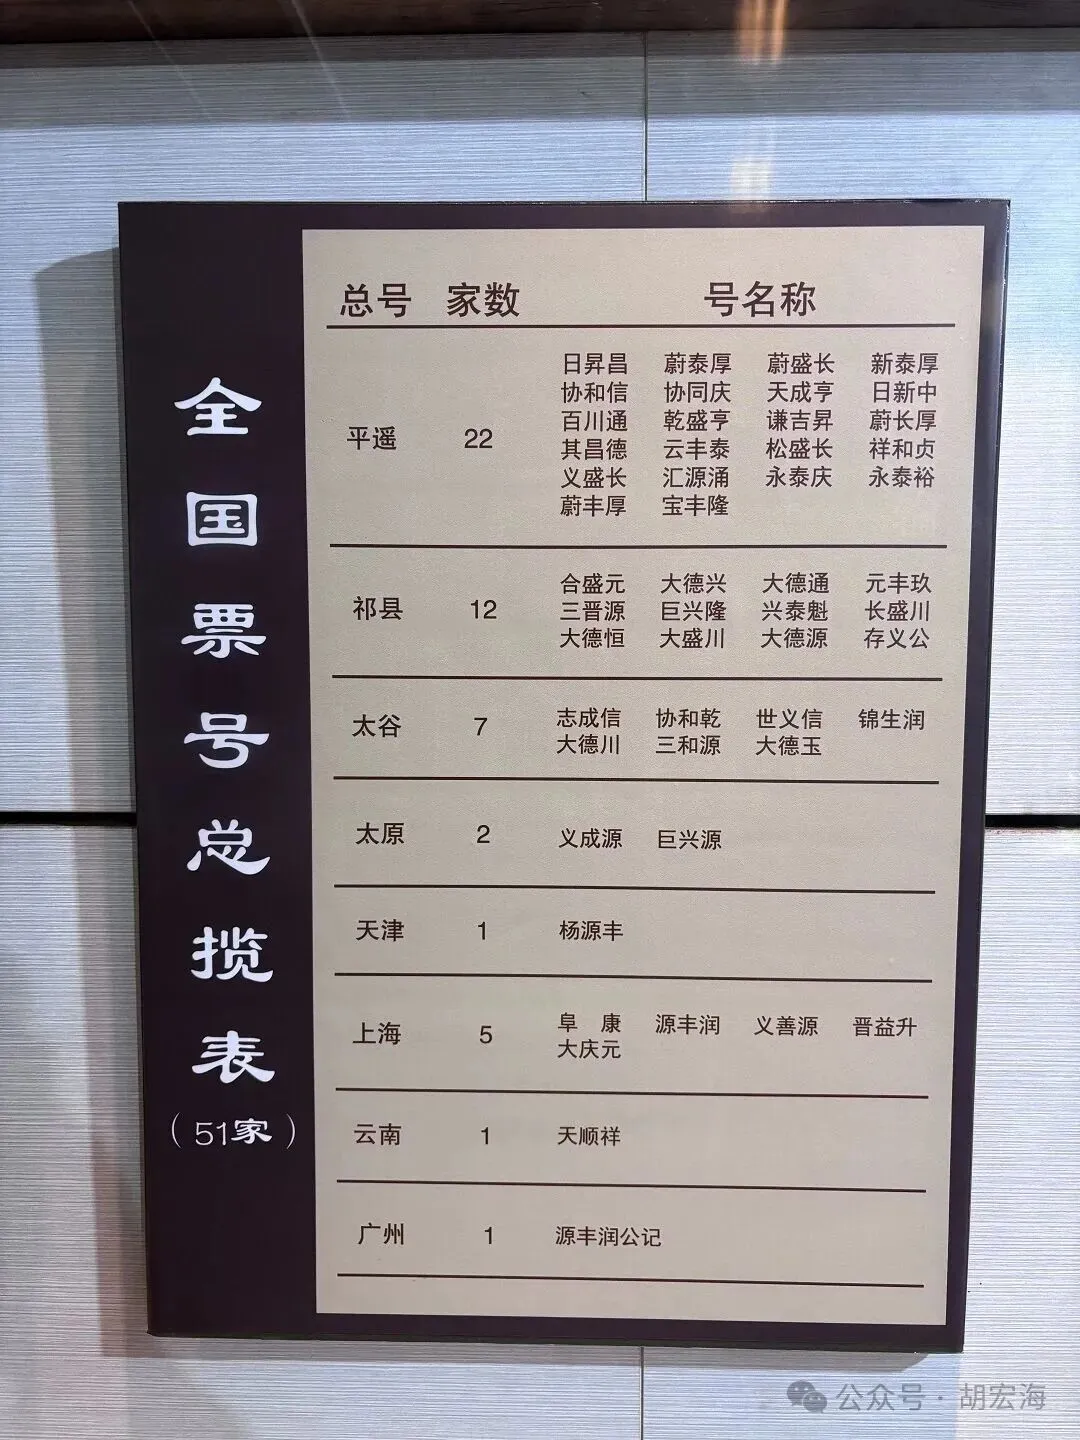 全国票号总揽表
（51家）
总号 家数 号名称
平遥 22
日昇昌 蔚泰厚 蔚盛长 新泰厚
协和信 协同庆 天成亨 日新中
百川通 乾盛亨 谦吉昇 蔚长厚
其昌德 云丰泰 松盛长 祥和贞
义盛长 汇源涌 永泰庆 永泰裕
蔚丰厚 宝丰隆
祁县 12
合盛元 大德兴 大德通 元丰玖
三晋源 巨兴隆 兴泰魁 长盛川
大德恒 大盛川 大德源 存义公
太谷 7
志成信 协和乾 世义信 锦生润
大德川 三和源 大德玉
太原 2 义成源 巨兴源
天津 1 杨源丰
上海 5
阜　康 源丰润 义善源 晋益升
大庆元
云南 1 天顺祥
广州 1 源丰润公记
公众号 · 胡宏海